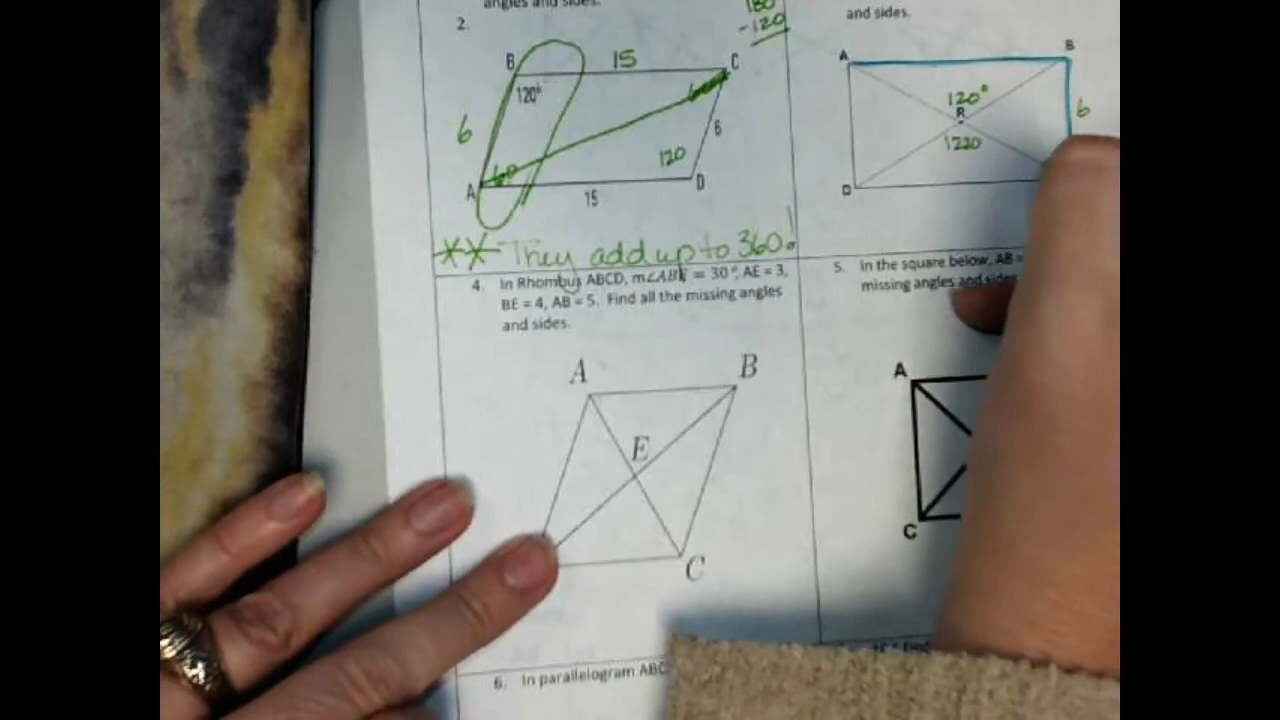 angles and sides.
2.
180
-120
B
15
C
120°
6
6
60
120
A
D
15
** They add up to 360!
and sides.
A
B
120°
R
120
6
D
4. In Rhombus ABCD, m∠ABE = 30°, AE = 3,
BE = 4, AB = 5. Find all the missing angles
and sides.
A
B
E
C
5. In the square below, AB =
missing angles and sides
A
C
6. In parallelogram ABC